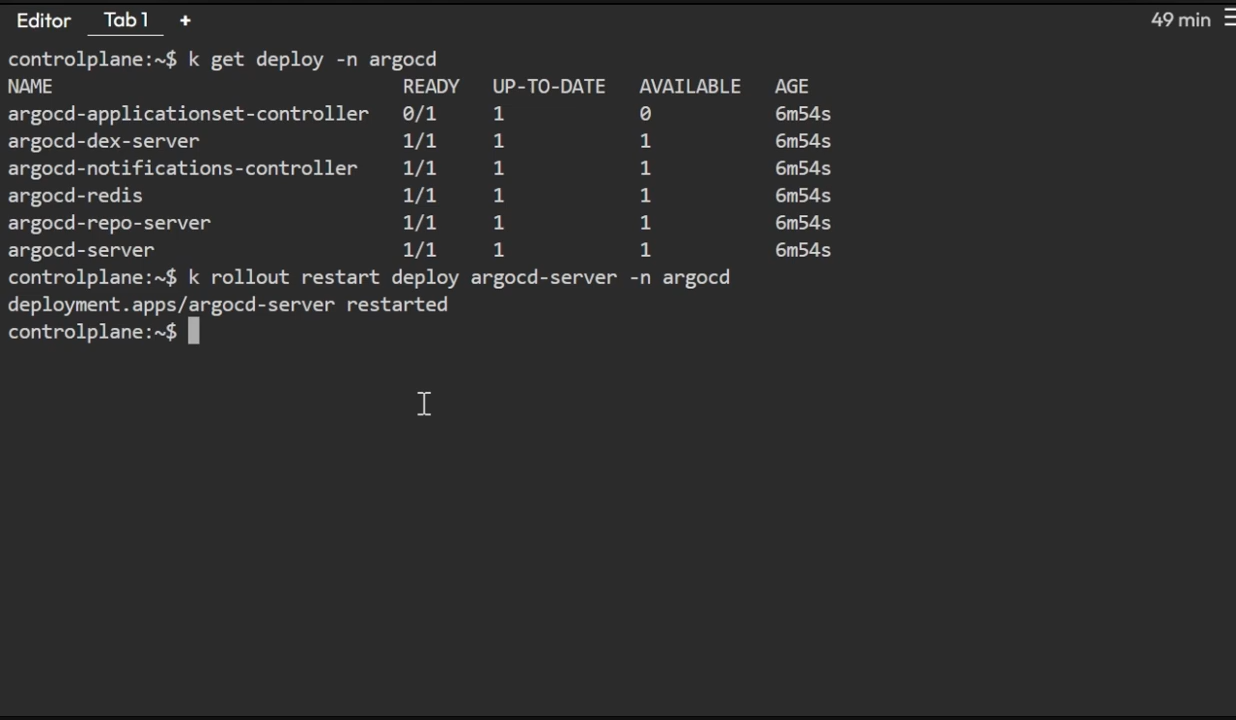 Editor Tab 1 + 49 min
controlplane:~$ k get deploy -n argocd
NAME READY UP-TO-DATE AVAILABLE AGE
argocd-applicationset-controller 0/1 1 0 6m54s
argocd-dex-server 1/1 1 1 6m54s
argocd-notifications-controller 1/1 1 1 6m54s
argocd-redis 1/1 1 1 6m54s
argocd-repo-server 1/1 1 1 6m54s
argocd-server 1/1 1 1 6m54s
controlplane:~$ k rollout restart deploy argocd-server -n argocd
deployment.apps/argocd-server restarted
controlplane:~$